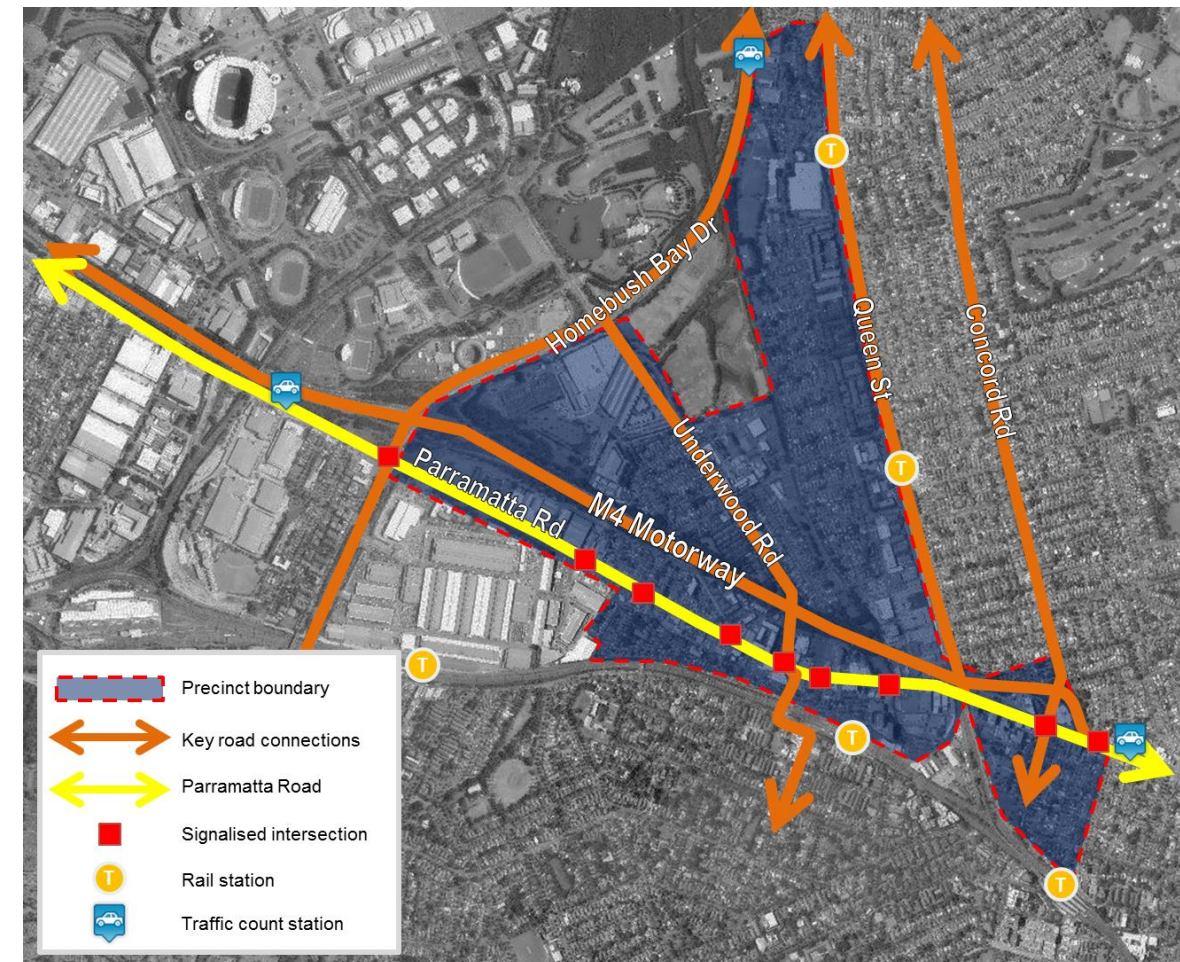 Homebush Bay Dr
Queen St
Concord Rd
Underwood Rd
Parramatta Rd
M4 Motorway
T
T
T
T
T
Precinct boundary
Key road connections
Parramatta Road
Signalised intersection
T
Rail station
Traffic count station